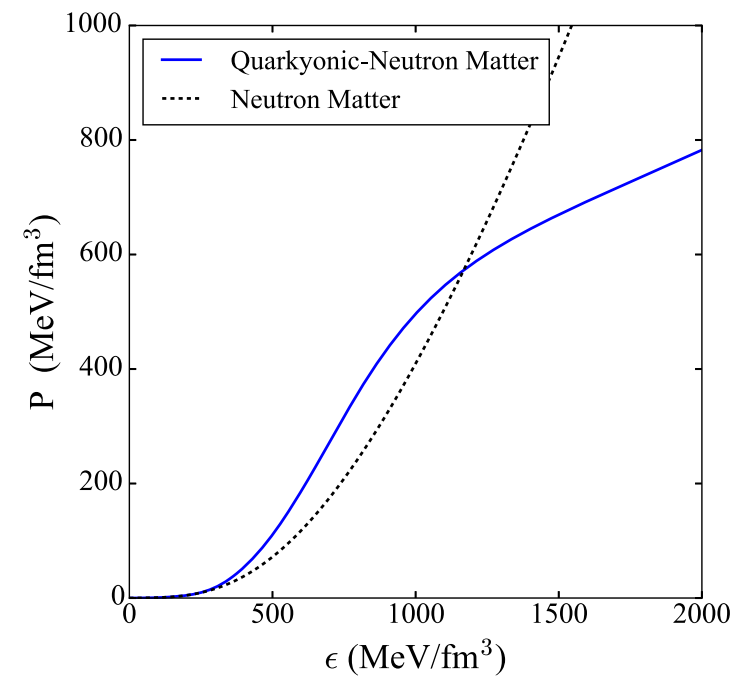 1000
800
600
400
200
0
P (MeV/fm³)
Quarkyonic-Neutron Matter
Neutron Matter
0 500 1000 1500 2000
ϵ (MeV/fm³)